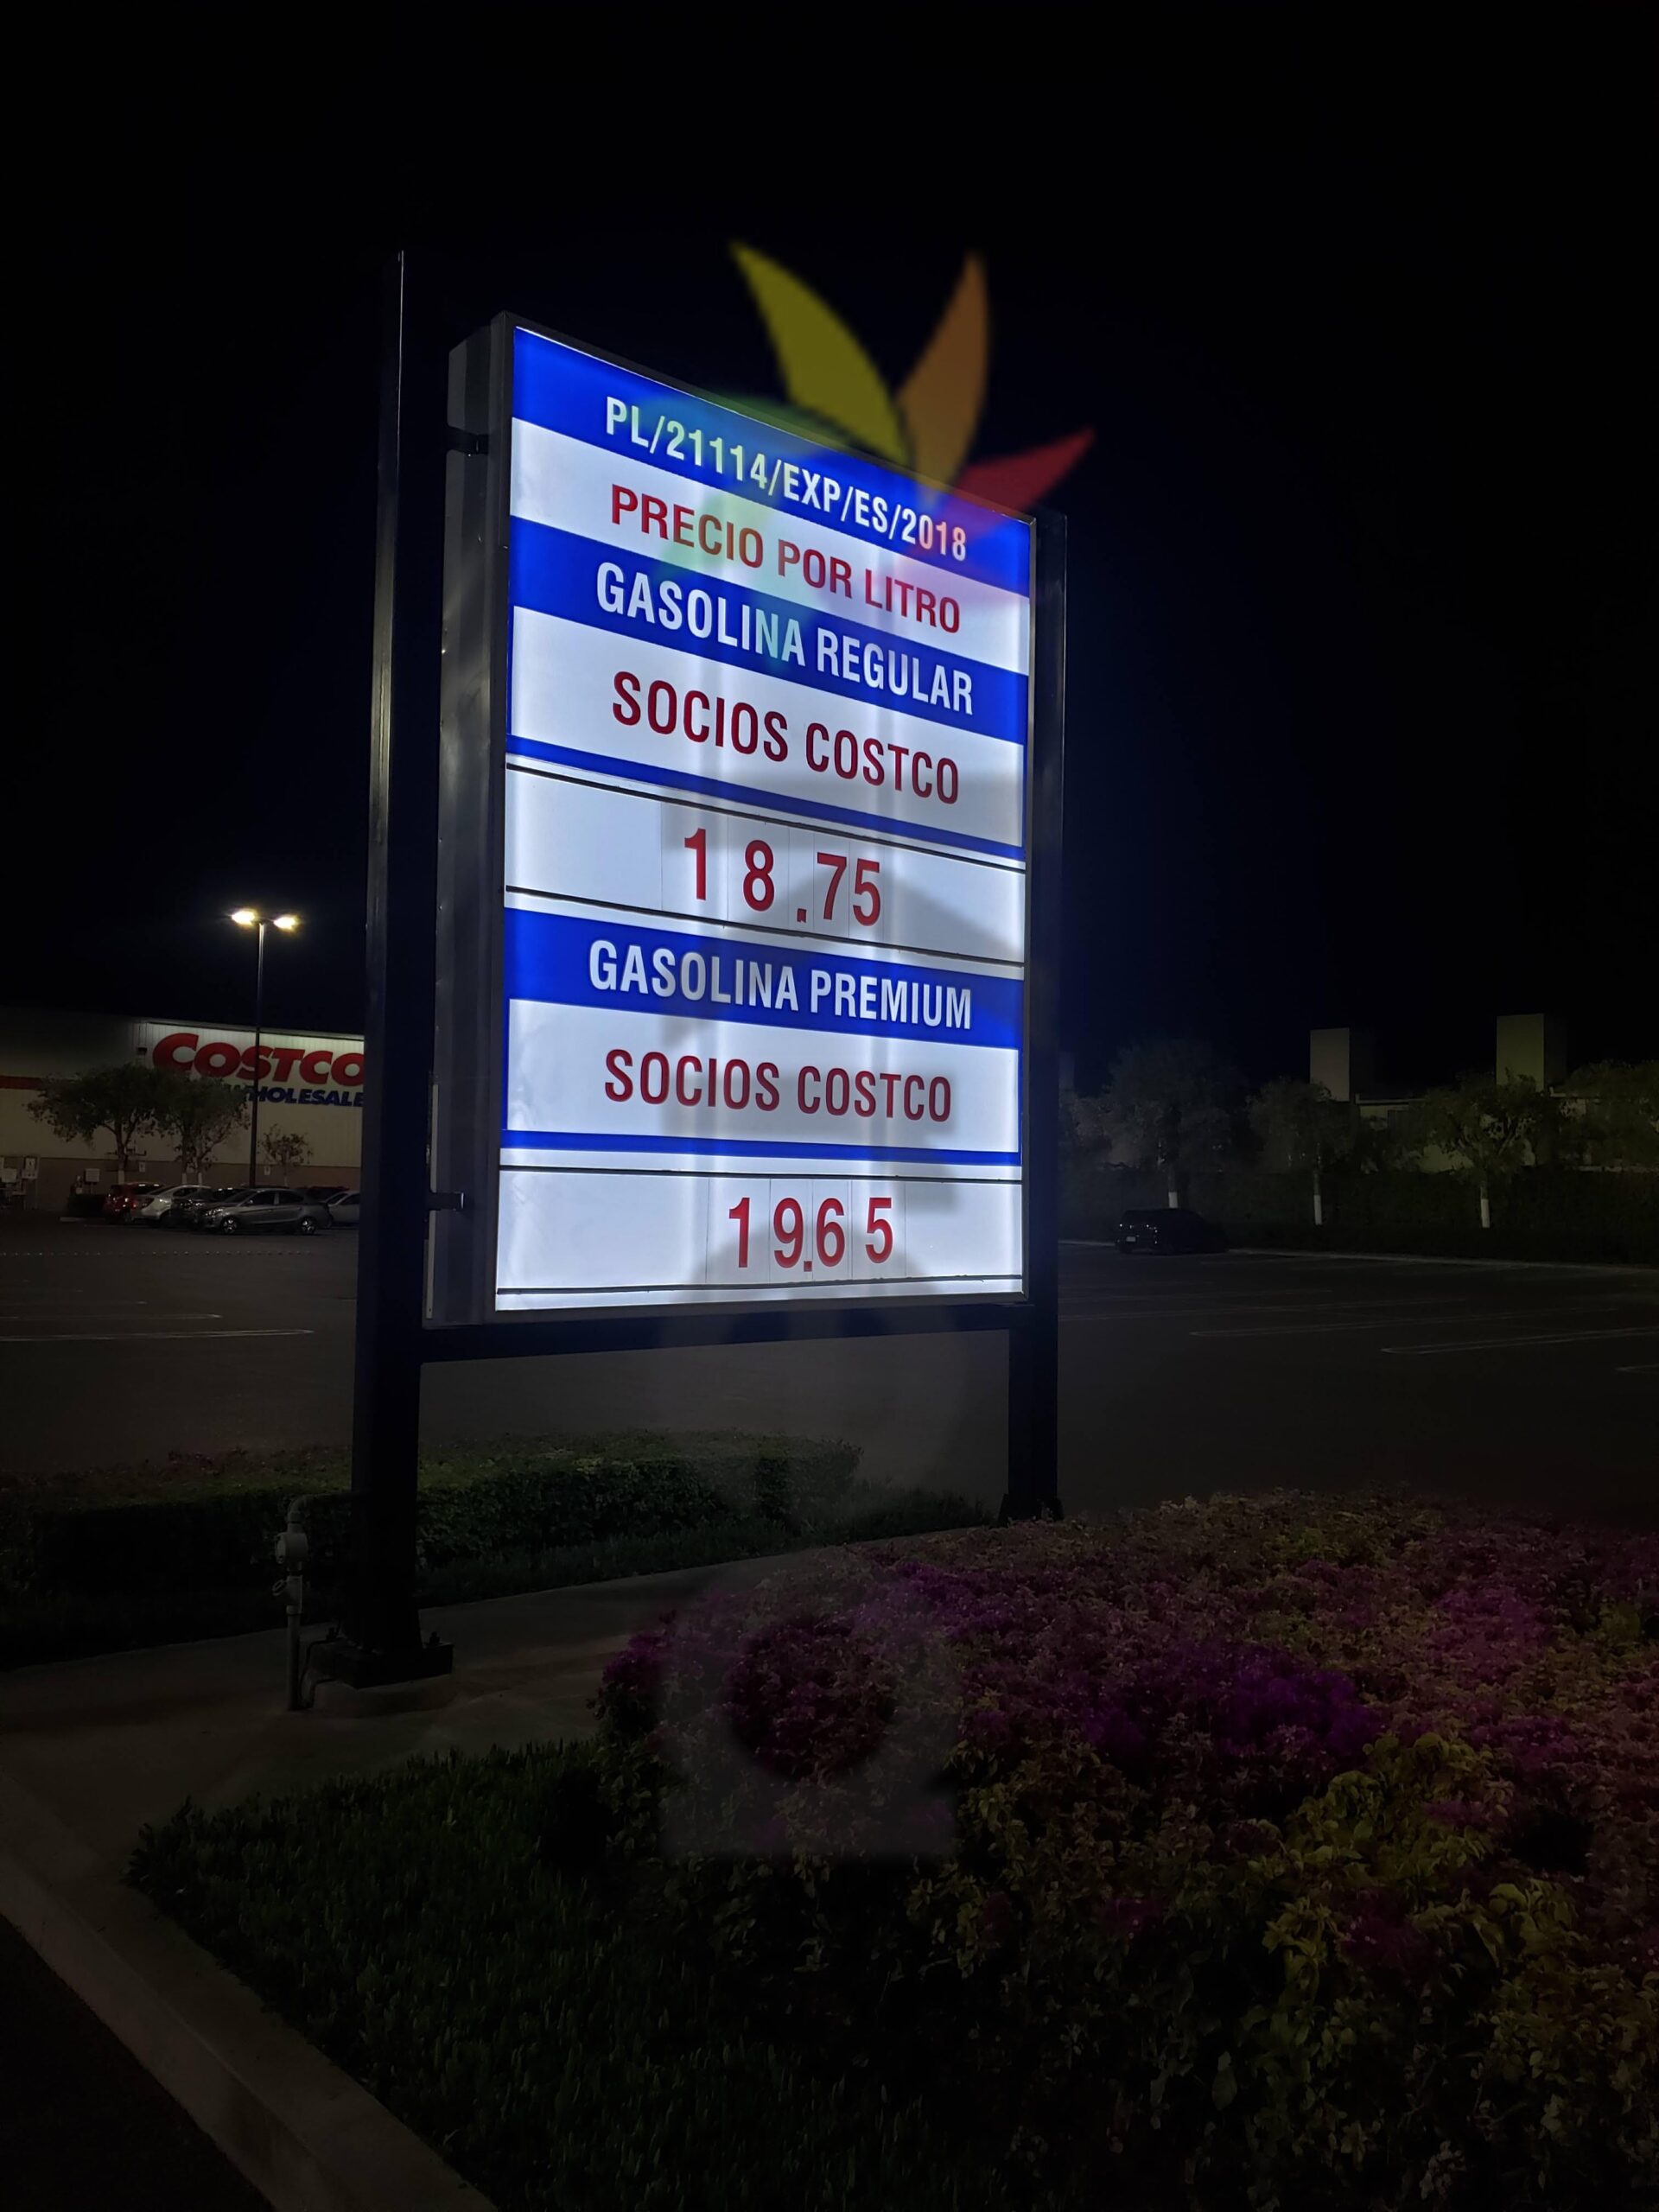 PL/21114/EXP/ES/2018
PRECIO POR LITRO
GASOLINA REGULAR
SOCIOS COSTCO
18.75
GASOLINA PREMIUM
SOCIOS COSTCO
19.65
COSTCO
WHOLESALE